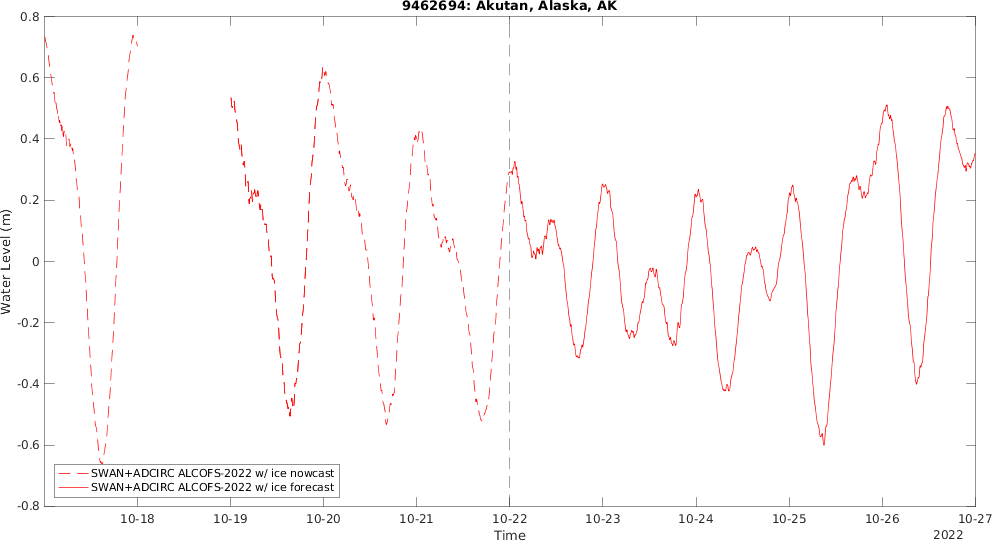 9462694: Akutan, Alaska, AK
0.8
0.6
0.4
0.2
0
-0.2
-0.4
-0.6
-0.8
Water Level (m)
SWAN+ADCIRC ALCOFS-2022 w/ ice nowcast
SWAN+ADCIRC ALCOFS-2022 w/ ice forecast
10-18 10-19 10-20 10-21 10-22 10-23 10-24 10-25 10-26 10-27
Time
2022